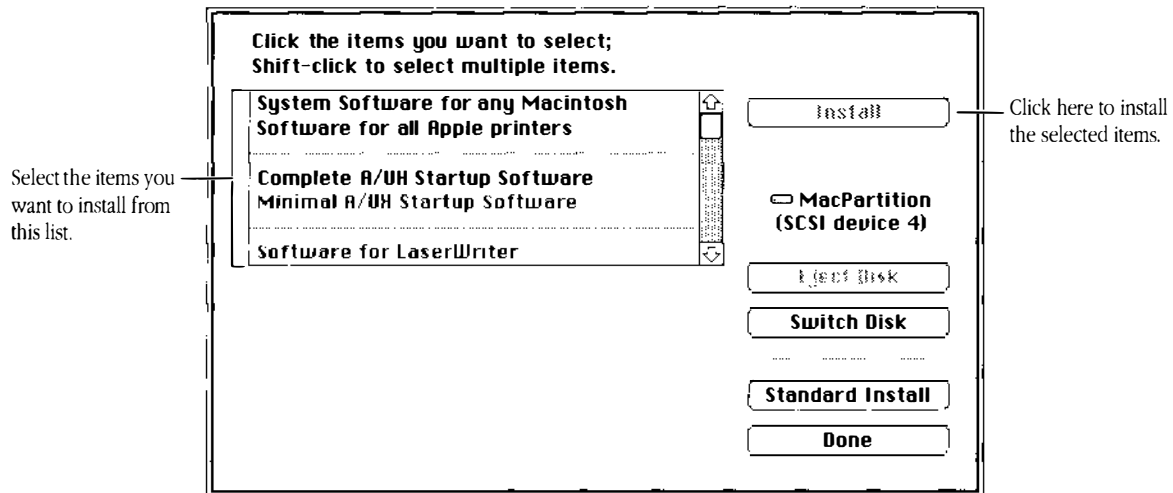 Click the items you want to select;
Shift-click to select multiple items.
System Software for any Macintosh
Software for all Apple printers
Complete A/UX Startup Software
Minimal A/UX Startup Software
Software for LaserWriter
Install
MacPartition
(SCSI device 4)
Eject Disk
Switch Disk
Standard Install
Done
Select the items you
want to install from
this list.
Click here to install
the selected items.